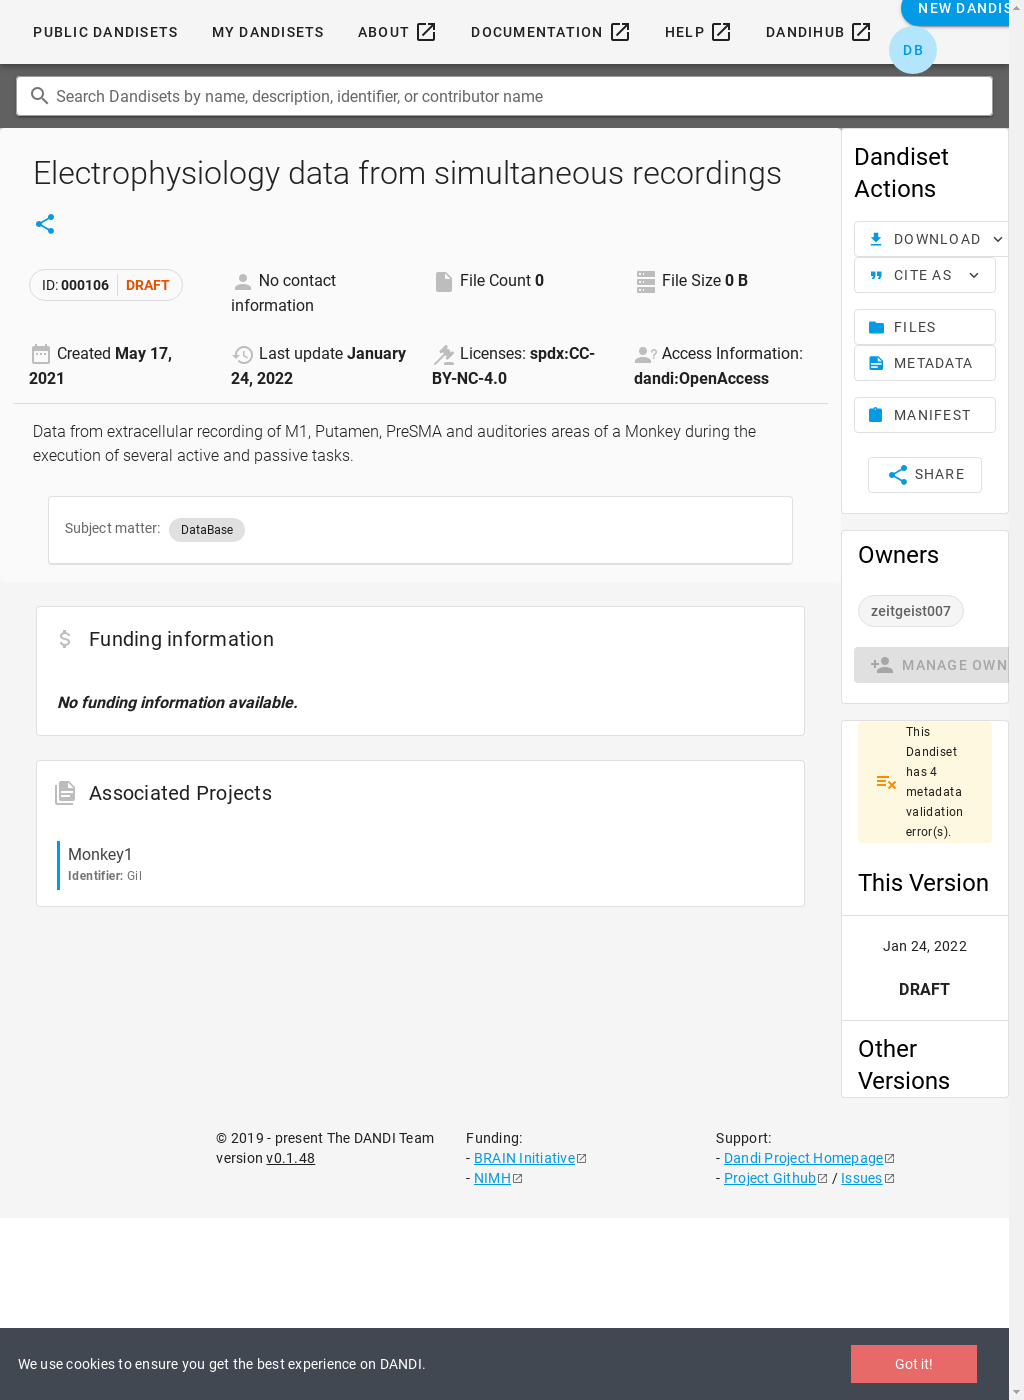 PUBLIC DANDISETS MY DANDISETS ABOUT DOCUMENTATION HELP DANDIHUB
NEW DANDIS
DB
Search Dandisets by name, description, identifier, or contributor name
Electrophysiology data from simultaneous recordings
ID: 000106 DRAFT
No contact
information
File Count 0
File Size 0 B
Created May 17,
2021
Last update January
24, 2022
Licenses: spdx:CC-
BY-NC-4.0
Access Information:
dandi:OpenAccess
Data from extracellular recording of M1, Putamen, PreSMA and auditories areas of a Monkey during the
execution of several active and passive tasks.
Subject matter: DataBase
Funding information
No funding information available.
Associated Projects
Monkey1
Identifier: Gil
Dandiset
Actions
DOWNLOAD
CITE AS
FILES
METADATA
MANIFEST
SHARE
Owners
zeitgeist007
MANAGE OWN
This
Dandiset
has 4
metadata
validation
error(s).
This Version
Jan 24, 2022
DRAFT
Other
Versions
© 2019 - present The DANDI Team
version v0.1.48
Funding:
- BRAIN Initiative
- NIMH
Support:
- Dandi Project Homepage
- Project Github / Issues
We use cookies to ensure you get the best experience on DANDI.
Got it!